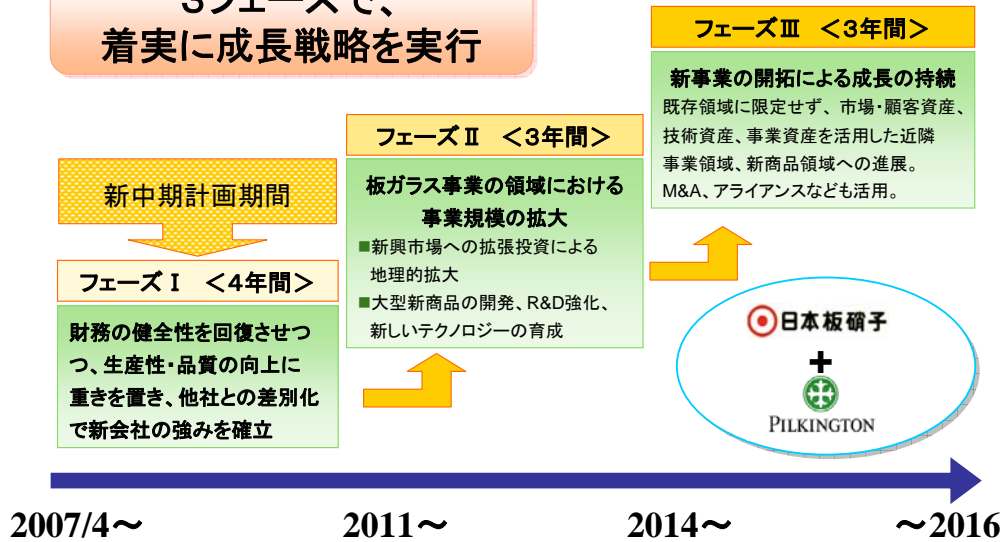 3フェーズで、
着実に成長戦略を実行
新中期計画期間
フェーズⅠ ＜４年間＞
財務の健全性を回復させつ
つ、生産性・品質の向上に
重きを置き、他社との差別化
で新会社の強みを確立
フェーズⅡ ＜３年間＞
板ガラス事業の領域における
事業規模の拡大
■新興市場への拡張投資による
地理的拡大
■大型新商品の開発、R&D強化、
新しいテクノロジーの育成
フェーズⅢ ＜３年間＞
新事業の開拓による成長の持続
既存領域に限定せず、市場・顧客資産、
技術資産、事業資産を活用した近隣
事業領域、新商品領域への進展。
M&A、アライアンスなども活用。
日本板硝子
+
PILKINGTON
2007/4～ 2011～ 2014～ ～2016